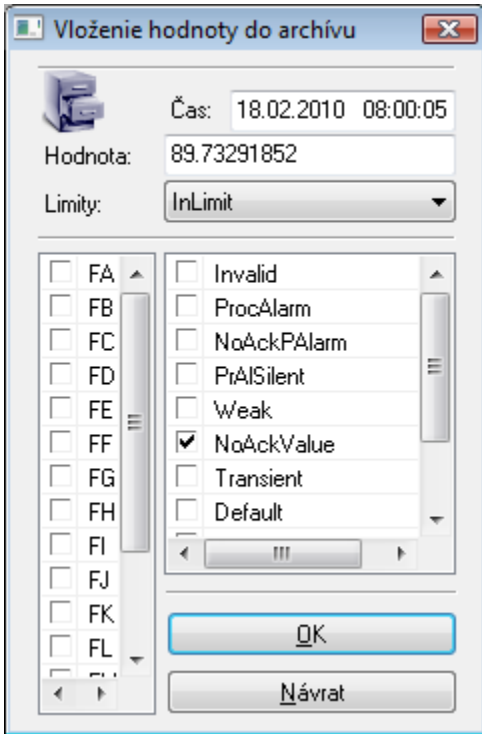 Vloženie hodnoty do archívu
Čas: 18.02.2010 08:00:05
Hodnota: 89.73291852
Limity: InLimit
FA
FB
FC
FD
FE
FF
FG
FH
FI
FJ
FK
FL
Invalid
ProcAlarm
NoAckPAlarm
PrAlSilent
Weak
NoAckValue
Transient
Default
OK
Návrat